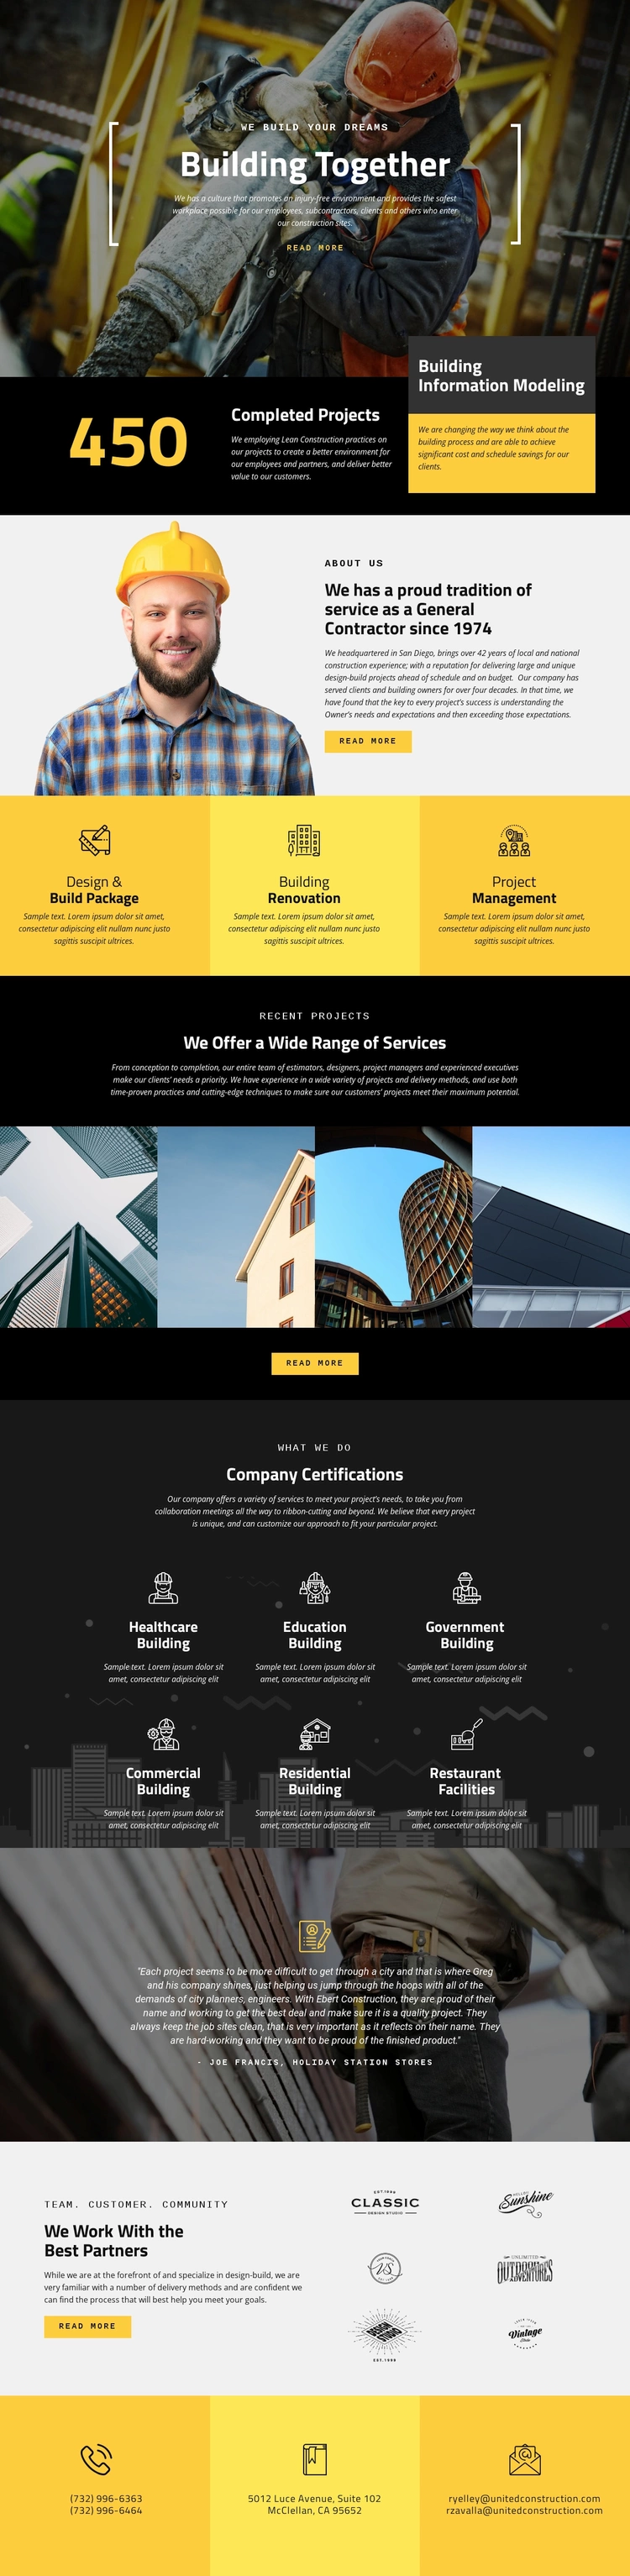 WE BUILD YOUR DREAMS
Building Together
We has a culture that promotes an injury-free environment and provides the safest
workplace possible for our employees, subcontractors, clients and others who enter
our construction sites.
READ MORE
Building
Information Modeling
We are changing the way we think about the
building process and are able to achieve
significant cost and schedule savings for our
clients.
450
Completed Projects
We employing Lean Construction practices on
our projects to create a better environment for
our employees and partners, and deliver better
value to our customers.
ABOUT US
We has a proud tradition of
service as a General
Contractor since 1974
We headquartered in San Diego, brings over 42 years of local and national
construction experience; with a reputation for delivering large and unique
design-build projects ahead of schedule and on budget.  Our company has
served clients and building owners for over four decades. In that time, we
have found that the key to every project's success is understanding the
Owner's needs and expectations and then exceeding those expectations.
READ MORE
Design &
Build Package
Sample text. Lorem ipsum dolor sit amet,
consectetur adipiscing elit nullam nunc justo
sagittis suscipit ultrices.
Building
Renovation
Sample text. Lorem ipsum dolor sit amet,
consectetur adipiscing elit nullam nunc justo
sagittis suscipit ultrices.
Project
Management
Sample text. Lorem ipsum dolor sit amet,
consectetur adipiscing elit nullam nunc justo
sagittis suscipit ultrices.
RECENT PROJECTS
We Offer a Wide Range of Services
From conception to completion, our entire team of estimators, designers, project managers and experienced executives
make our clients' needs a priority. We have experience in a wide variety of projects and delivery methods, and use both
time-proven practices and cutting-edge techniques to make sure our customers' projects meet their maximum potential.
READ MORE
WHAT WE DO
Company Certifications
Our company offers a variety of services to meet your project's needs, to take you from
collaboration meetings all the way to ribbon-cutting and beyond. We believe that every project
is unique, and can customize our approach to fit your particular project.
Healthcare
Building
Sample text. Lorem ipsum dolor sit
amet, consectetur adipiscing elit
Education
Building
Sample text. Lorem ipsum dolor sit
amet, consectetur adipiscing elit
Government
Building
Sample text. Lorem ipsum dolor sit
amet, consectetur adipiscing elit
Commercial
Building
Sample text. Lorem ipsum dolor sit
amet, consectetur adipiscing elit
Residential
Building
Sample text. Lorem ipsum dolor sit
amet, consectetur adipiscing elit
Restaurant
Facilities
Sample text. Lorem ipsum dolor sit
amet, consectetur adipiscing elit
"Each project seems to be more difficult to get through a city and that is where Greg
and his company shines, just helping us jump through the hoops with all of the
demands of city planners, engineers. With Ebert Construction, they are proud of their
name and working to get the best deal and make sure it is a quality project. They
always keep the job sites clean, that is very important as it reflects on their name. They
are hard-working and they want to be proud of the finished product."
- JOE FRANCIS, HOLIDAY STATION STORES
TEAM. CUSTOMER. COMMUNITY
We Work With the
Best Partners
While we are at the forefront of and specialize in design-build, we are
very familiar with a number of delivery methods and are confident we
can find the process that will best help you meet your goals.
READ MORE
EST.1999
CLASSIC
DESIGN STUDIO
HELLO
Sunshine
VS
UNLIMITED
OUTDOOR
ADVENTURES
EST.1999
Vintage
(732) 996-6363
(732) 996-6464
5012 Luce Avenue, Suite 102
McClellan, CA 95652
ryelley@unitedconstruction.com
rzavalla@unitedconstruction.com